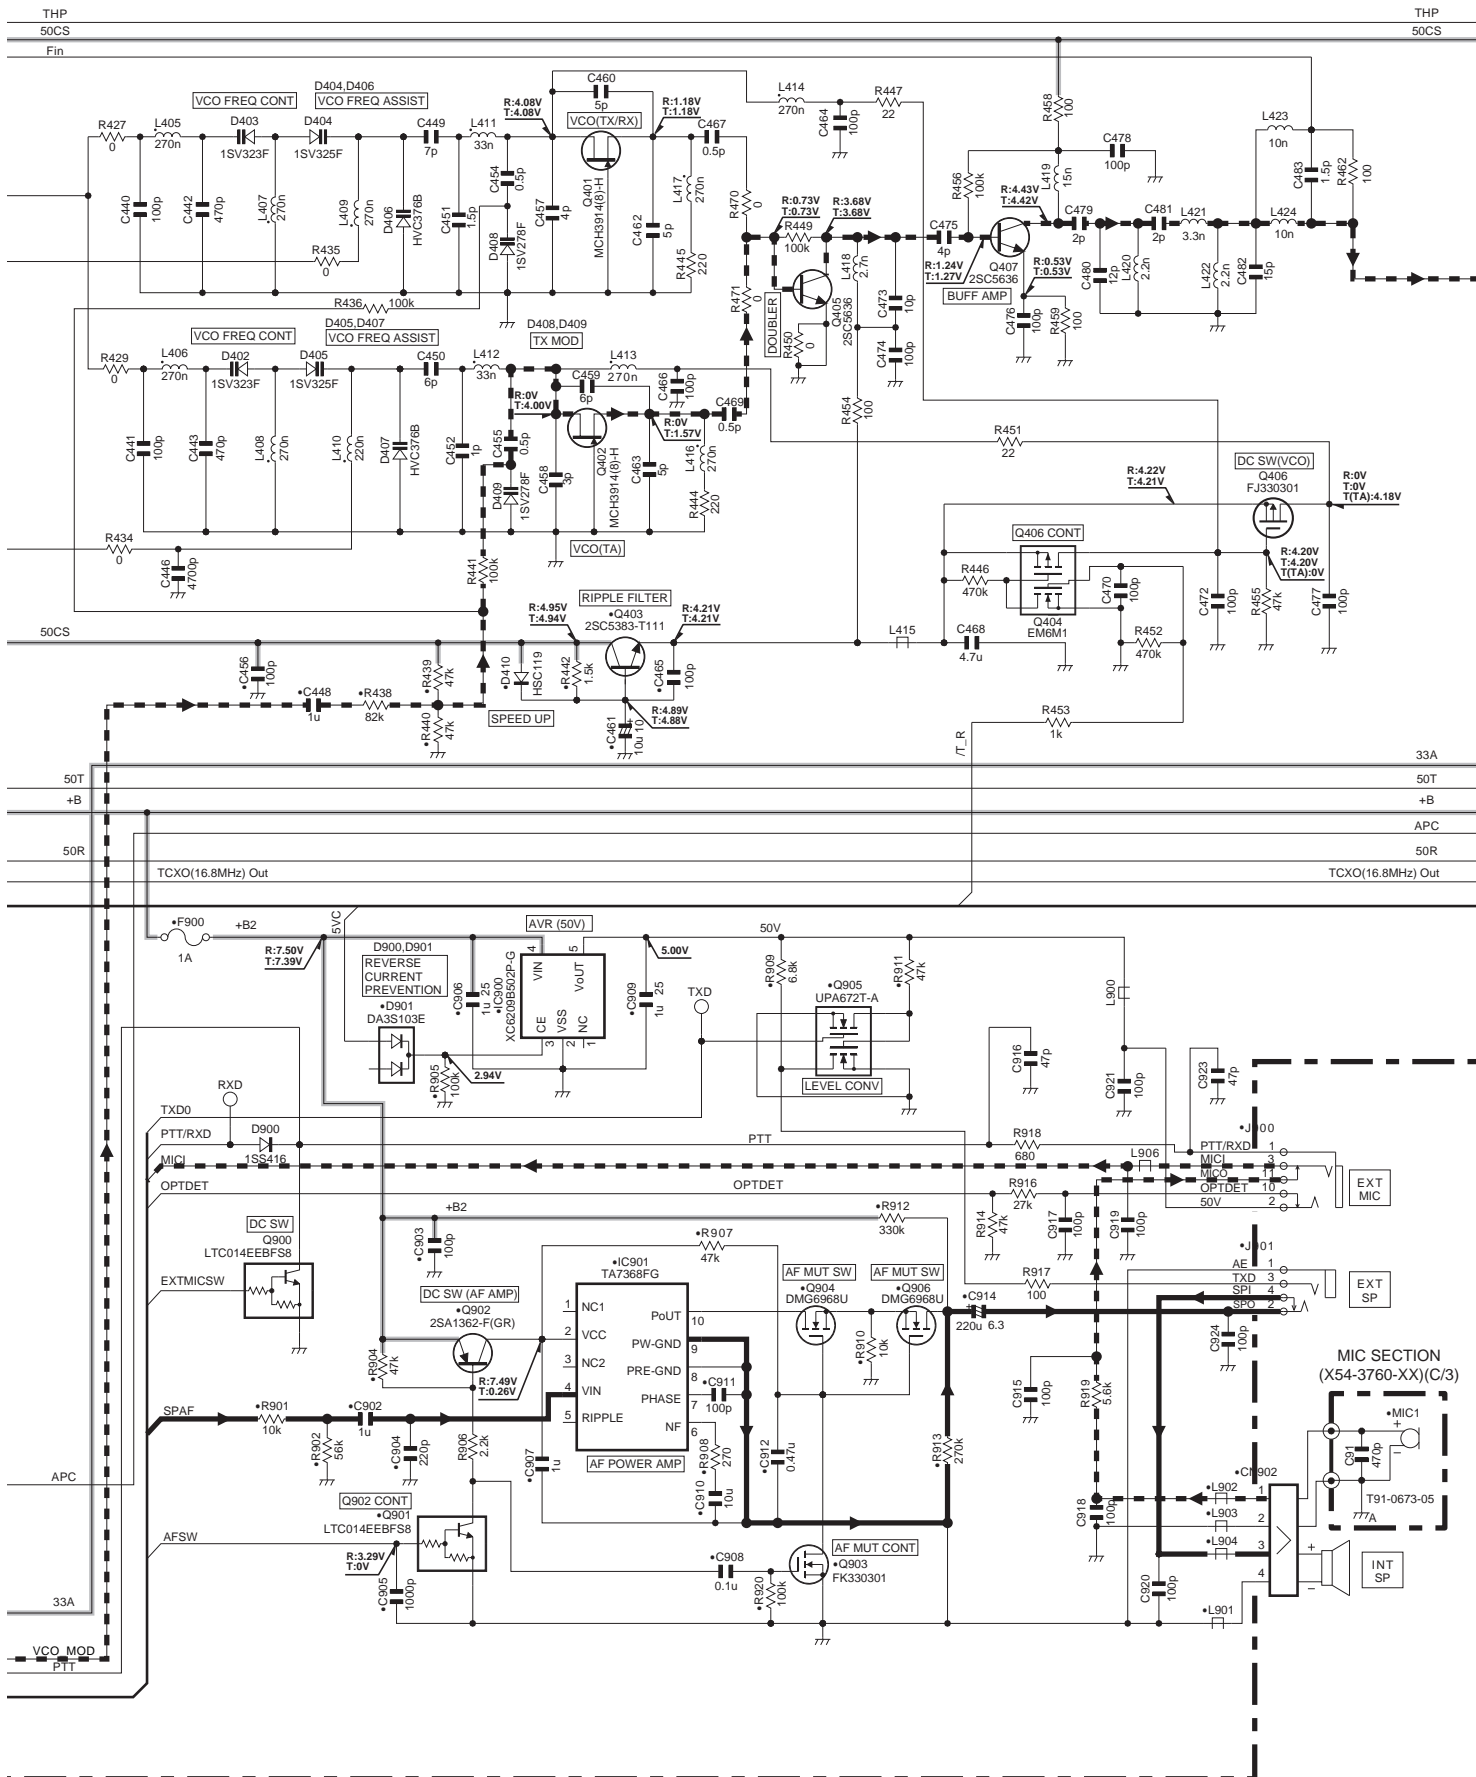 THP
THP
50CS
50CS
Fin
D404,D406
VCO FREQ CONT
VCO FREQ ASSIST
C460
5p
R:4.08V
T:4.08V
R:1.18V
T:1.18V
VCO(TX/RX)
L414
270n
C464
100p
R447
22
R458
100
L423
10n
R427
0
L405
270n
D403
1SV323F
D404
1SV325F
C449
7p
L411
33n
C467
0.5p
C478
100p
C483
1.5p
R462
100
C440
100p
C442
470p
L407
270n
L409
270n
D406
HVC376B
C451
1.5p
C454
0.5p
D408
1SV278F
C457
4p
Q401
MCH3914(8)-H
C462
5p
L417
270n
R445
220
R470
0
R471
0
R:0.73V
T:0.73V
R:3.68V
T:3.68V
R449
100k
R456
100k
L419
15n
R:4.43V
T:4.42V
C475
4p
C479
2p
C481
2p
L421
3.3n
L424
10n
R435
0
R436
100k
DOUBLER
R450
0
Q405
2SC5636
L418
2.7n
C473
10p
C474
100p
R:1.24V
T:1.27V
Q407
2SC5636
BUFF AMP
R:0.53V
T:0.53V
C476
100p
R459
100
C480
12p
L420
2.2n
L422
2.2n
C482
15p
VCO FREQ CONT
D405,D407
VCO FREQ ASSIST
D408,D409
TX MOD
R429
0
L406
270n
D402
1SV323F
D405
1SV325F
C450
6p
L412
33n
L413
270n
C459
6p
C466
100p
C469
0.5p
R454
100
R:0V
T:4.00V
R:0V
T:1.57V
C441
100p
C443
470p
L408
270n
L410
220n
D407
HVC376B
C452
1p
C455
0.5p
D409
1SV278F
C458
3p
Q402
MCH3914(8)-H
C463
5p
L416
270n
R444
220
VCO(TA)
R451
22
R:4.22V
T:4.21V
DC SW(VCO)
Q406
FJ330301
R:0V
T:0V
T(TA):4.18V
R434
0
C446
4700p
R441
100k
Q406 CONT
R446
470k
Q404
EM6M1
C470
100p
R:4.20V
T:4.20V
T(TA):0V
C472
100p
R455
47k
C477
100p
RIPPLE FILTER
•Q403
2SC5383-T111
R:4.95V
T:4.94V
R:4.21V
T:4.21V
50CS
L415
C468
4.7u
R452
470k
•C456
100p
•R439
47k
•D410
HSC119
•R442
1.5k
•C465
100p
•C448
1u
•R438
82k
•R440
47k
SPEED UP
•C461
10u 10
R:4.89V
T:4.88V
R453
1k
/T_R
33A
50T
50T
+B
+B
APC
50R
50R
TCXO(16.8MHz) Out
TCXO(16.8MHz) Out
•F900
1A
+B2
5VC
AVR (50V)
R:7.50V
T:7.39V
D900,D901
REVERSE
CURRENT
PREVENTION
•D901
DA3S103E
•C906
1u 25
•IC900
XC6209B502P-G
4
VIN
5
VoUT
CE
VSS
NC
3
2
1
•C909
1u 25
5.00V
2.94V
•R905
100k
TXD
50V
•R909
6.8k
•R911
47k
•Q905
UPA672T-A
LEVEL CONV
L900
C916
47p
C921
100p
C923
47p
RXD
TXD0
PTT/RXD
D900
1SS416
MICI
OPTDET
PTT
OPTDET
R918
680
L906
R916
27k
•J900
PTT/RXD 1
MICI 3
MICO 11
OPTDET 10
50V 2
EXT
MIC
DC SW
Q900
LTC014EEBFS8
EXTMICSW
+B2
•C903
100p
•R912
330k
R914
47k
C917
100p
C919
100p
•R907
47k
•J901
AE 1
TXD 3
SPI 4
SPO 2
EXT
SP
R917
100
DC SW (AF AMP)
•Q902
2SA1362-F(GR)
•IC901
TA7368FG
1 NC1
2 VCC
3 NC2
4 VIN
5 RIPPLE
PoUT 10
PW-GND 9
PRE-GND 8
PHASE 7
NF 6
AF POWER AMP
AF MUT SW
•Q904
DMG6968U
AF MUT SW
•Q906
DMG6968U
•C914
220u 6.3
•R910
10k
C924
100p
•R904
47k
R:7.49V
T:0.26V
•C911
100p
C915
100p
R919
5.6k
MIC SECTION
(X54-3760-XX)(C/3)
SPAF
•R901
10k
•C902
1u
•R902
56k
•C904
220p
R906
2.2k
•C907
1u
•R908
270
•C910
10u
•C912
0.47u
•R913
270k
•MIC1
C91
470p
T91-0673-05
A
APC
Q902 CONT
•Q901
LTC014EEBFS8
AFSW
R:3.29V
T:0V
•C905
1000p
•C908
0.1u
•R920
100k
AF MUT CONT
•Q903
FK330301
C918
100p
•CN902
•L902
•L903
•L904
•L901
1
2
3
4
C920
100p
INT
SP
33A
VCO_MOD
PTT